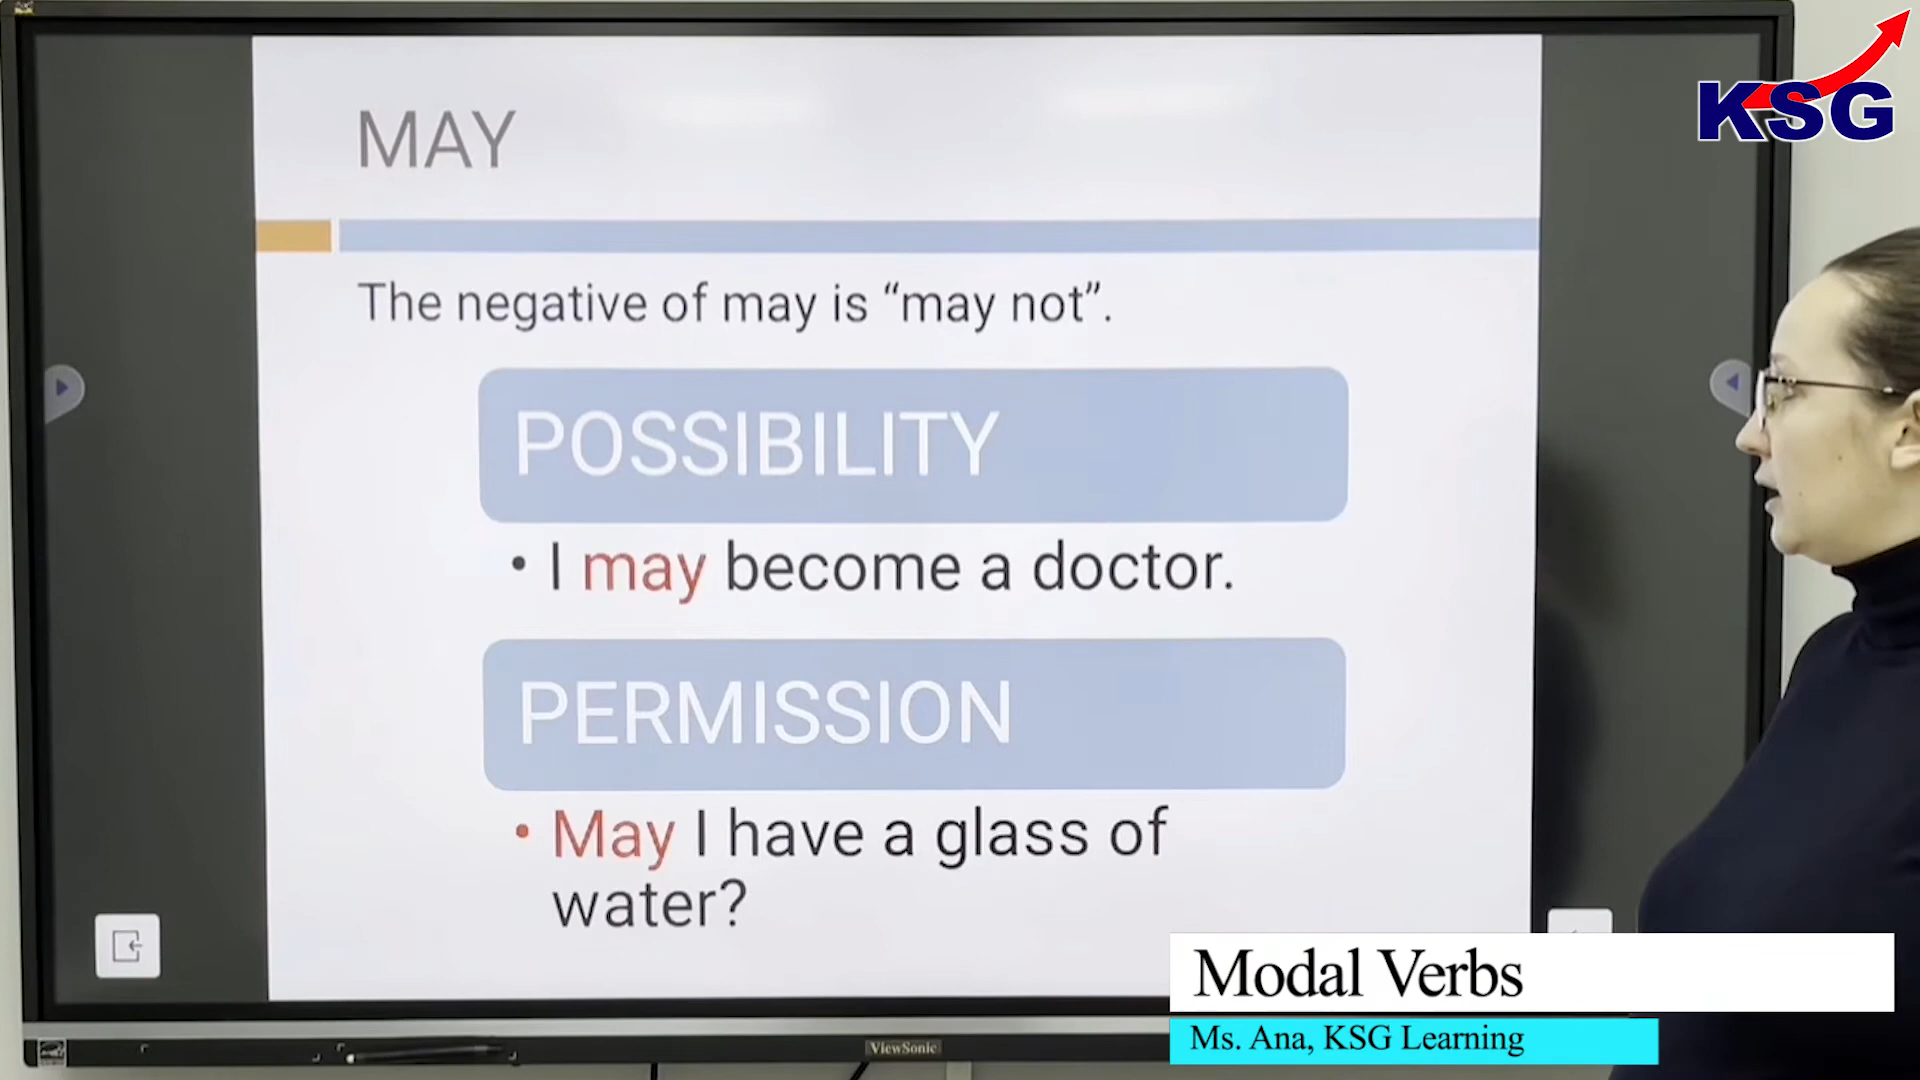 KSG
MAY
The negative of may is “may not”.
POSSIBILITY
• I may become a doctor.
PERMISSION
• May I have a glass of
water?
Modal Verbs
Ms. Ana, KSG Learning
ViewSonic